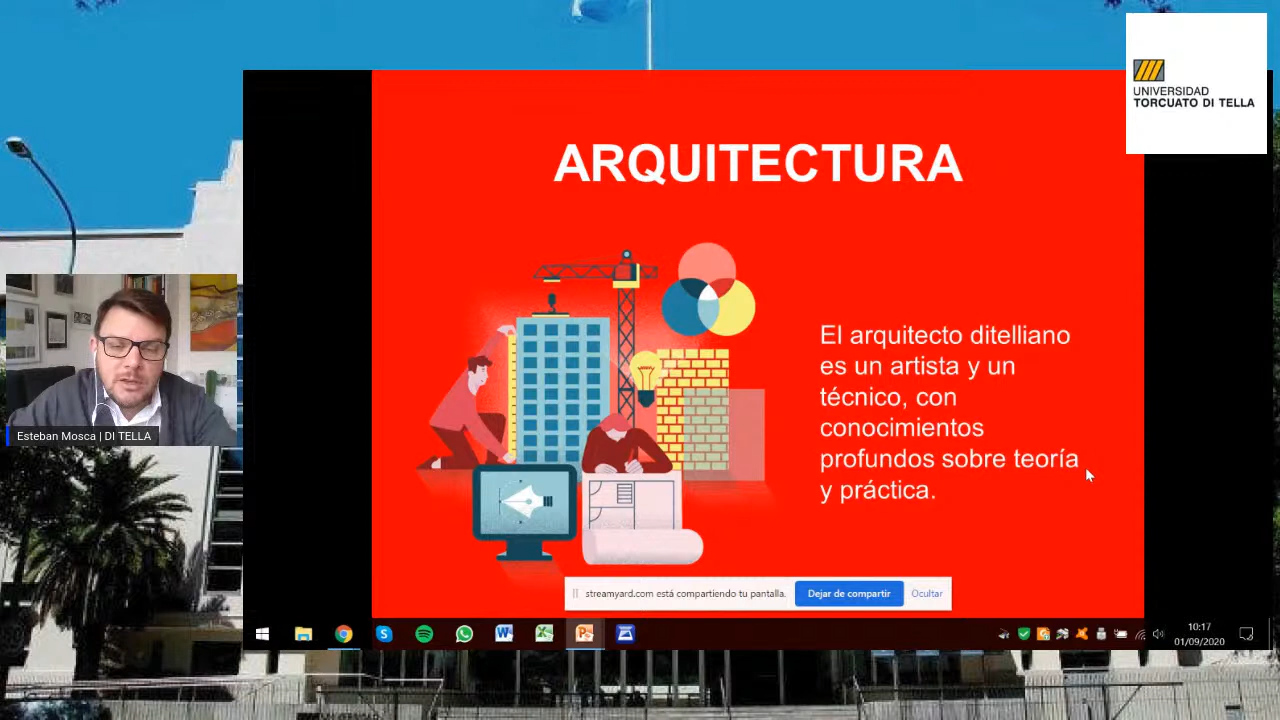 UNIVERSIDAD
TORCUATO DI TELLA
ARQUITECTURA
El arquitecto ditelliano
es un artista y un
técnico, con
conocimientos
profundos sobre teoría
y práctica.
Esteban Mosca | DI TELLA
streamyard.com está compartiendo tu pantalla.
Dejar de compartir
Ocultar
10:17
01/09/2020